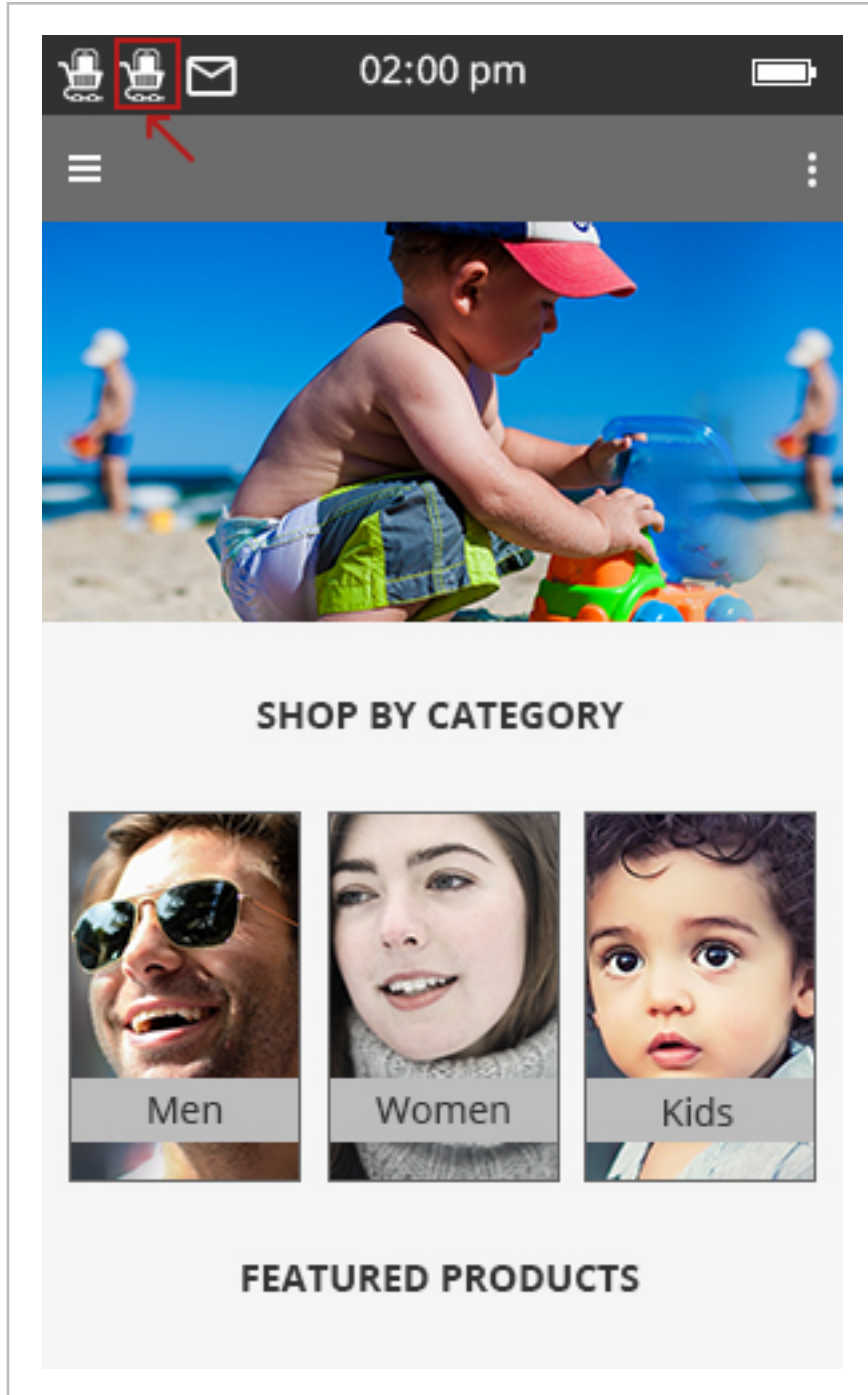 02:00 pm
SHOP BY CATEGORY
Men
Women
Kids
FEATURED PRODUCTS